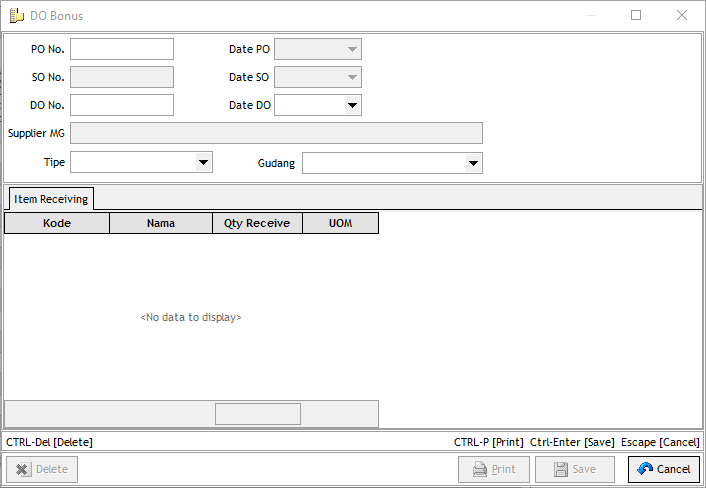 DO Bonus
PO No. Date PO
SO No. Date SO
DO No. Date DO
Supplier MG
Tipe Gudang
Item Receiving
Kode Nama Qty Receive UOM
<No data to display>
CTRL-Del [Delete] CTRL-P [Print] Ctrl-Enter [Save] Escape [Cancel]
Delete Print Save Cancel